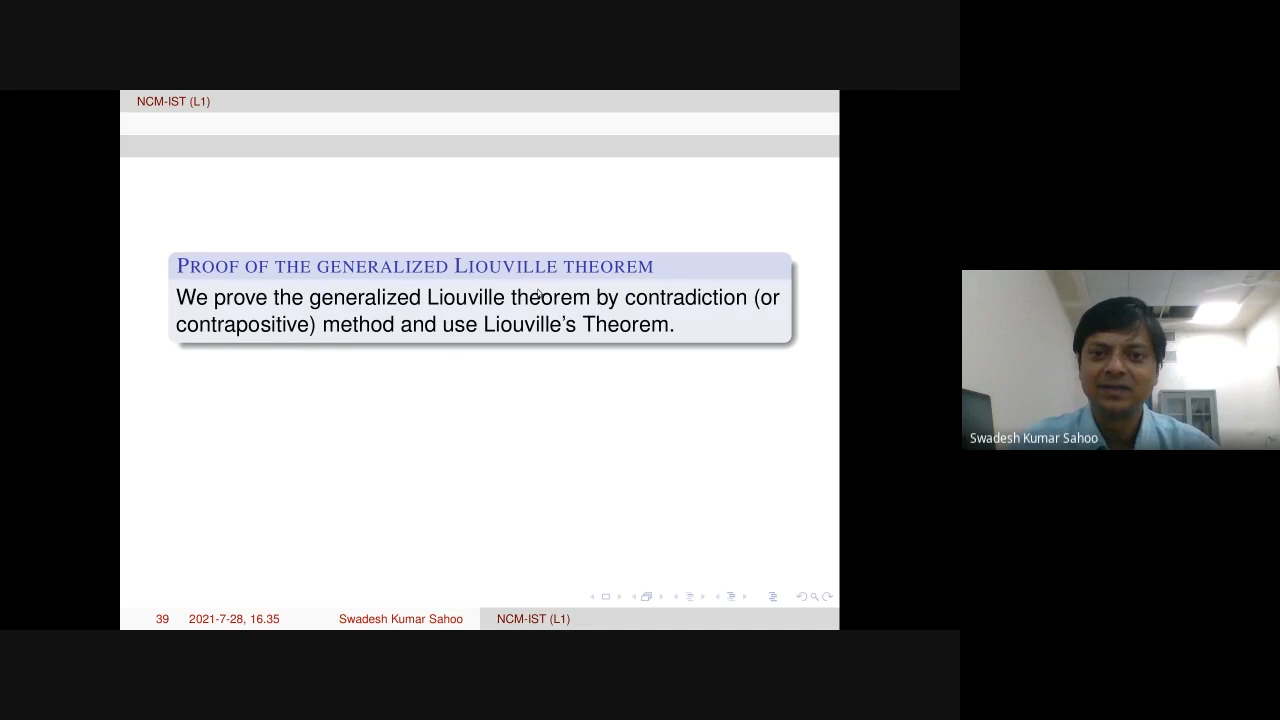 NCM-IST (L1)
PROOF OF THE GENERALIZED LIOUVILLE THEOREM
We prove the generalized Liouville theorem by contradiction (or
contrapositive) method and use Liouville's Theorem.
Swadesh Kumar Sahoo
39 2021-7-28, 16.35 Swadesh Kumar Sahoo NCM-IST (L1)